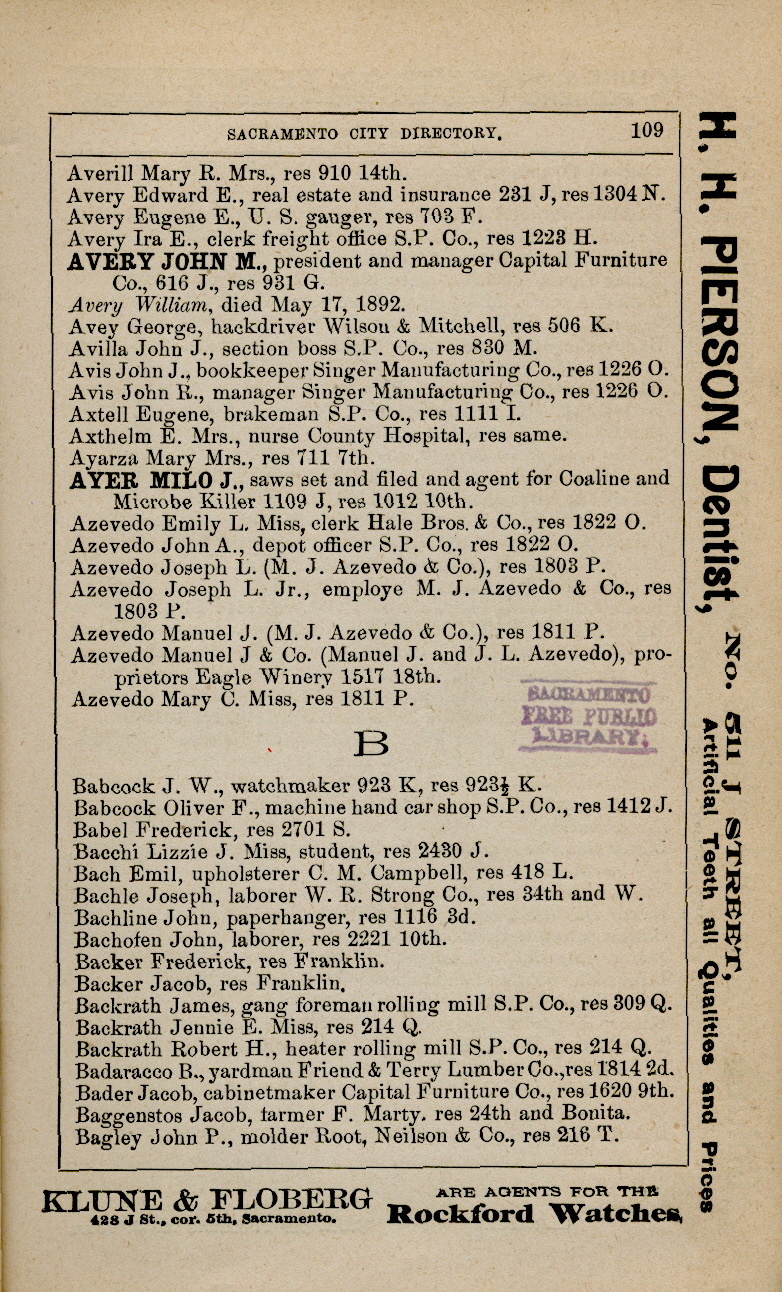 SACRAMENTO CITY DIRECTORY. 109
Averill Mary R. Mrs., res 910 14th.
Avery Edward E., real estate and insurance 231 J, res 1304 N.
Avery Eugene E., U. S. gauger, res 703 F.
Avery Ira E., clerk freight office S.P. Co., res 1223 H.
AVERY JOHN M., president and manager Capital Furniture
Co., 616 J., res 931 G.
Avery William, died May 17, 1892.
Avey George, hackdriver Wilson & Mitchell, res 506 K.
Avilla John J., section boss S.P. Co., res 830 M.
Avis John J., bookkeeper Singer Manufacturing Co., res 1226 O.
Avis John R., manager Singer Manufacturing Co., res 1226 O.
Axtell Eugene, brakeman S.P. Co., res 1111 I.
Axthelm E. Mrs., nurse County Hospital, res same.
Ayarza Mary Mrs., res 711 7th.
AYER MILO J., saws set and filed and agent for Coaline and
Microbe Killer 1109 J, res 1012 10th.
Azevedo Emily L. Miss, clerk Hale Bros. & Co., res 1822 O.
Azevedo John A., depot officer S.P. Co., res 1822 O.
Azevedo Joseph L. (M. J. Azevedo & Co.), res 1803 P.
Azevedo Joseph L. Jr., employe M. J. Azevedo & Co., res
1803 P.
Azevedo Manuel J. (M. J. Azevedo & Co.), res 1811 P.
Azevedo Manuel J & Co. (Manuel J. and J. L. Azevedo), pro-
prietors Eagle Winery 1517 18th.
Azevedo Mary C. Miss, res 1811 P.
SACRAMENTO
FREE PUBLIC
LIBRARY.
B
Babcock J. W., watchmaker 923 K, res 923½ K.
Babcock Oliver F., machine hand car shop S.P. Co., res 1412 J.
Babel Frederick, res 2701 S.
Bacchi Lizzie J. Miss, student, res 2430 J.
Bach Emil, upholsterer C. M. Campbell, res 418 L.
Bachle Joseph, laborer W. R. Strong Co., res 34th and W.
Bachline John, paperhanger, res 1116 3d.
Bachofen John, laborer, res 2221 10th.
Backer Frederick, res Franklin.
Backer Jacob, res Franklin.
Backrath James, gang foreman rolling mill S.P. Co., res 309 Q.
Backrath Jennie E. Miss, res 214 Q.
Backrath Robert H., heater rolling mill S.P. Co., res 214 Q.
Badaracco B., yardman Friend & Terry Lumber Co., res 1814 2d.
Bader Jacob, cabinetmaker Capital Furniture Co., res 1620 9th.
Baggenstos Jacob, farmer F. Marty, res 24th and Bonita.
Bagley John P., molder Root, Neilson & Co., res 216 T.
H. H. PIERSON, Dentist, No. 511 J STREET,
Artificial Teeth all Qualities and Prices
KLUNE & FLOBERG
428 J St., cor. 5th, Sacramento.
ARE AGENTS FOR THE
Rockford Watches,